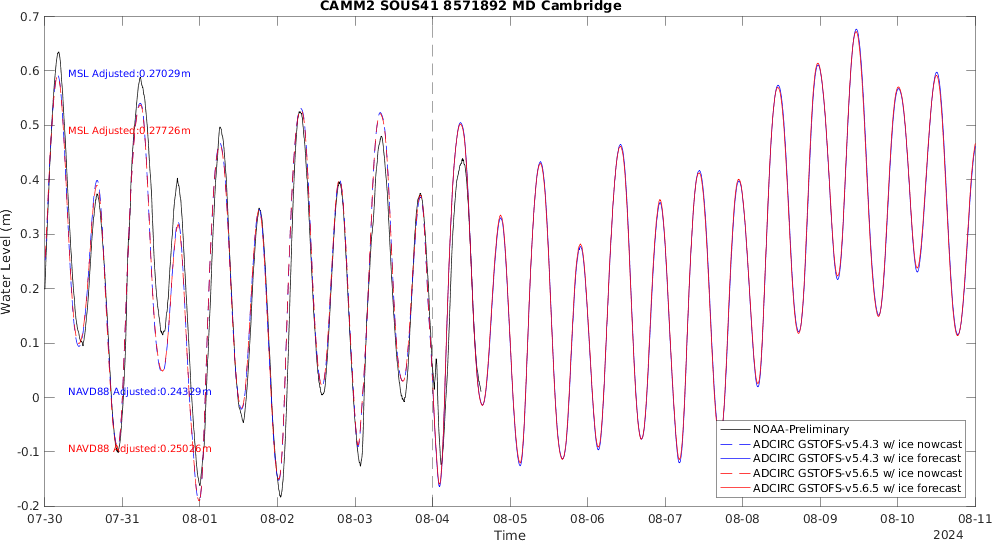 CAMM2 SOUS41 8571892 MD Cambridge
0.7
0.6
0.5
0.4
0.3
0.2
0.1
0
-0.1
-0.2
Water Level (m)
MSL Adjusted:0.27029m
MSL Adjusted:0.27726m
NAVD88 Adjusted:0.24329m
NAVD88 Adjusted:0.25026m
NOAA-Preliminary
ADCIRC GSTOFS-v5.4.3 w/ ice nowcast
ADCIRC GSTOFS-v5.4.3 w/ ice forecast
ADCIRC GSTOFS-v5.6.5 w/ ice nowcast
ADCIRC GSTOFS-v5.6.5 w/ ice forecast
07-30 07-31 08-01 08-02 08-03 08-04 08-05 08-06 08-07 08-08 08-09 08-10 08-11
Time
2024